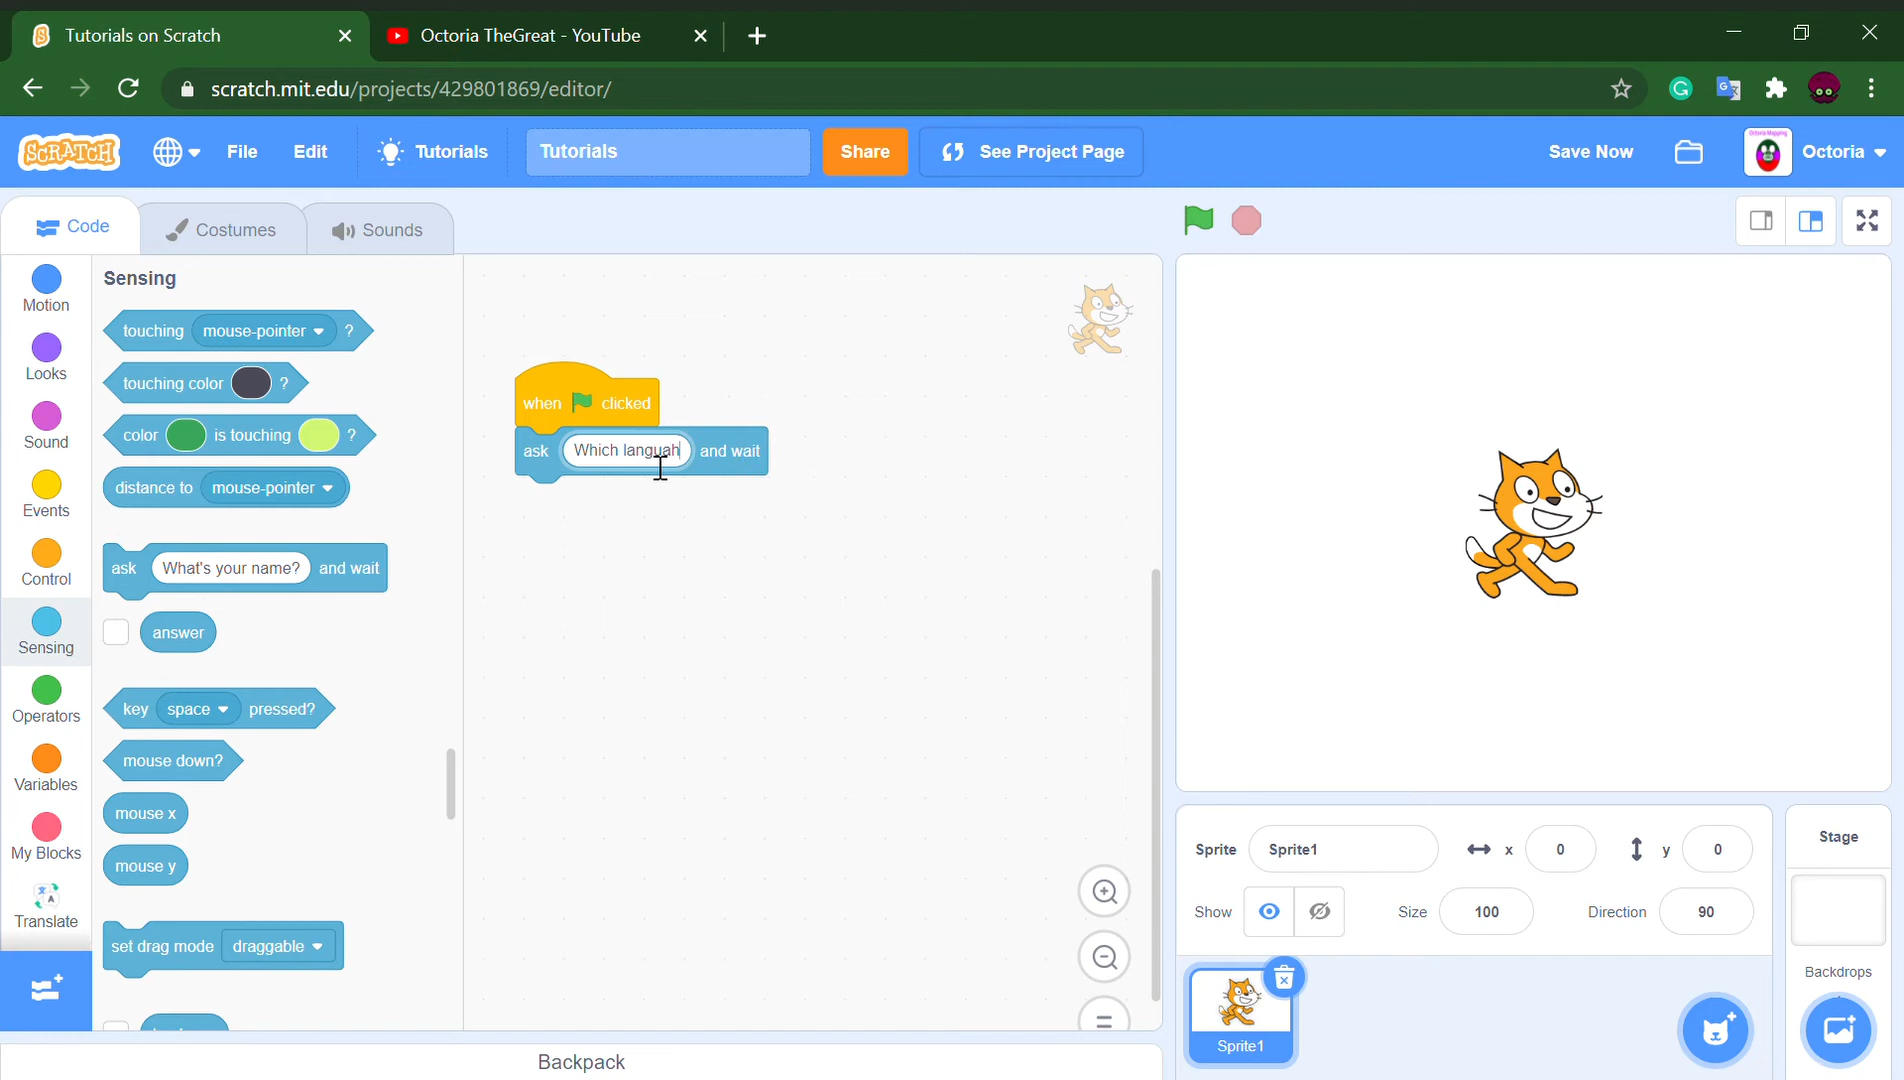 Tutorials on Scratch
Octoria TheGreat - YouTube
scratch.mit.edu/projects/429801869/editor/
SCRATCH
File
Edit
Tutorials
Tutorials
Share
See Project Page
Save Now
Octoria
Code
Costumes
Sounds
Motion
Looks
Sound
Events
Control
Sensing
Operators
Variables
My Blocks
Translate
Sensing
touching mouse-pointer ?
touching color ?
color is touching ?
distance to mouse-pointer
ask What's your name? and wait
answer
key space pressed?
mouse down?
mouse x
mouse y
set drag mode draggable
when clicked
ask Which languah and wait
Backpack
Sprite Sprite1 x 0 y 0
Show Size 100 Direction 90
Sprite1
Stage
Backdrops